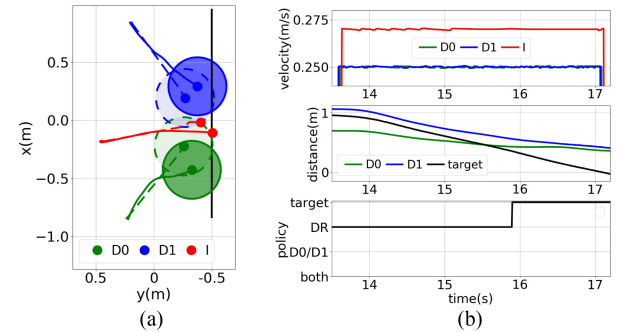 0.5
0.0
-0.5
−1.0
x(m)
D0 D1 I
0.5 0 -0.5
y(m)
(a)
velocity(m/s)
0.275
0.250
D0 D1 I
14 15 16 17
distance(m)
1
0
D0 D1 target
14 15 16 17
policy
target
DR
D0/D1
both
14 15 16 17
time(s)
(b)